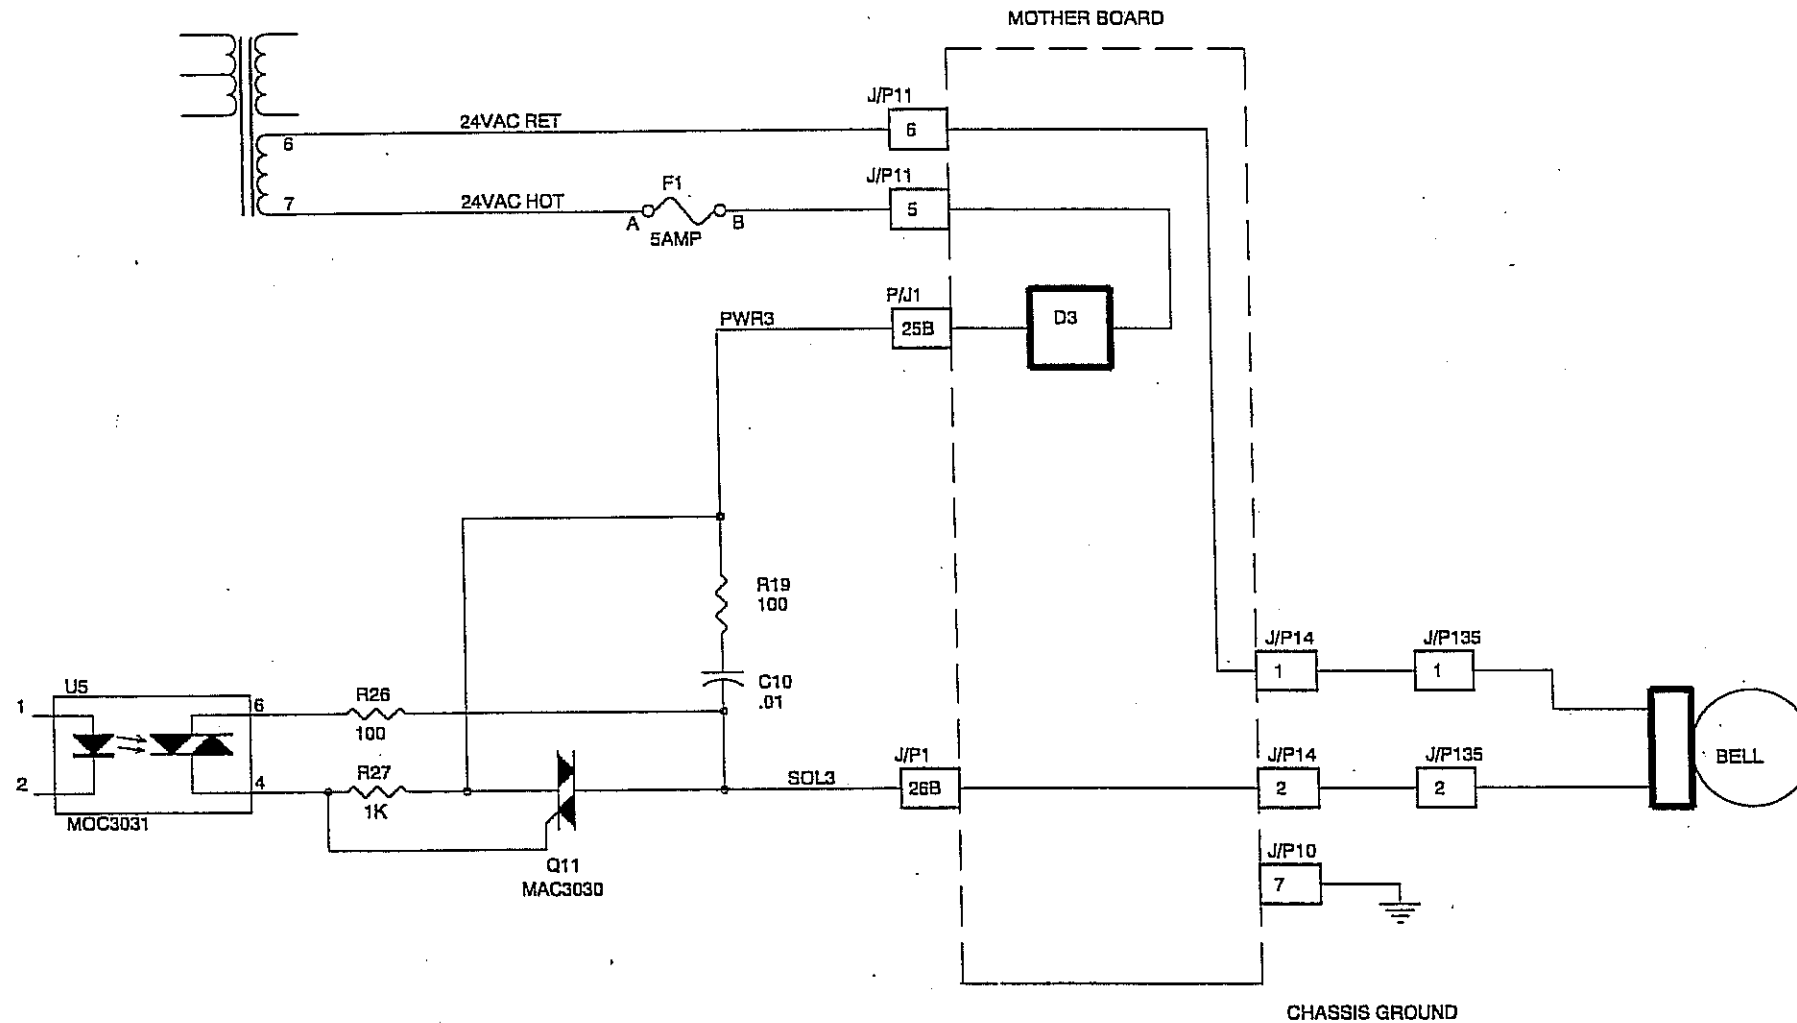 MOTHER BOARD
J/P11
24VAC RET
6
6
J/P11
F1
7
24VAC HOT
5
A
B
5AMP
P/J1
D3
PWR3
25B
R19
100
J/P14
J/P135
1
1
U5
C10
.01
1
6
R26
100
BELL
J/P1
J/P14
J/P135
2
4
R27
SOL3
26B
2
2
1K
MOC3031
J/P10
Q11
7
MAC3030
CHASSIS GROUND